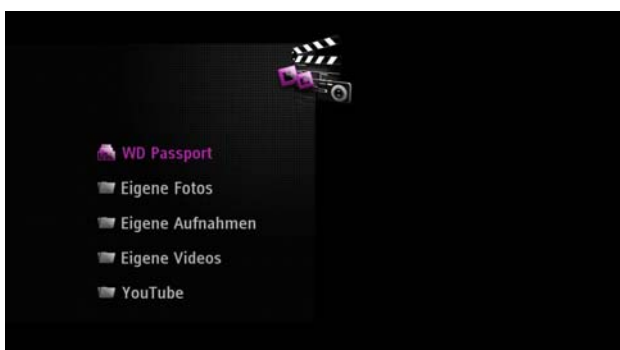 WD Passport
Eigene Fotos
Eigene Aufnahmen
Eigene Videos
YouTube